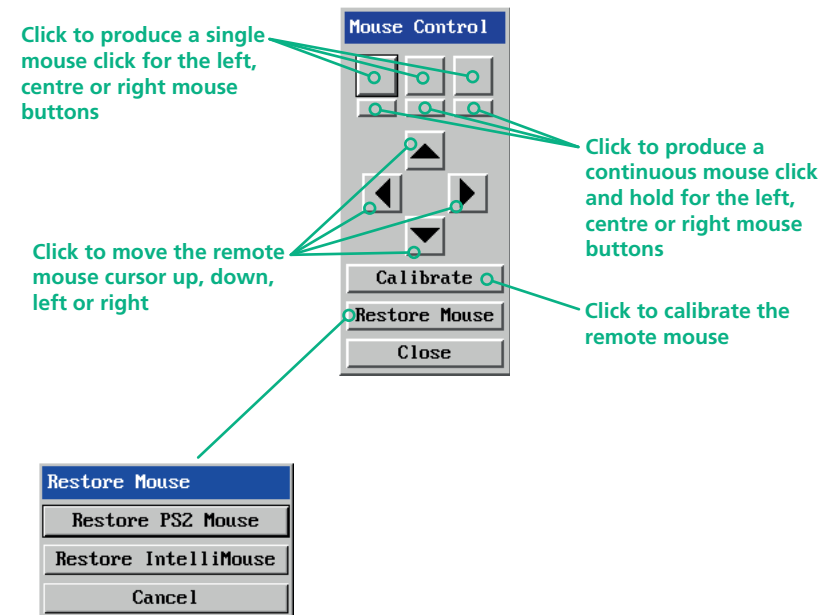 Mouse Control
Click to produce a single
mouse click for the left,
centre or right mouse
buttons
Click to produce a
continuous mouse click
and hold for the left,
centre or right mouse
buttons
Click to move the remote
mouse cursor up, down,
left or right
Calibrate
Restore Mouse
Close
Click to calibrate the
remote mouse
Restore Mouse
Restore PS2 Mouse
Restore IntelliMouse
Cancel